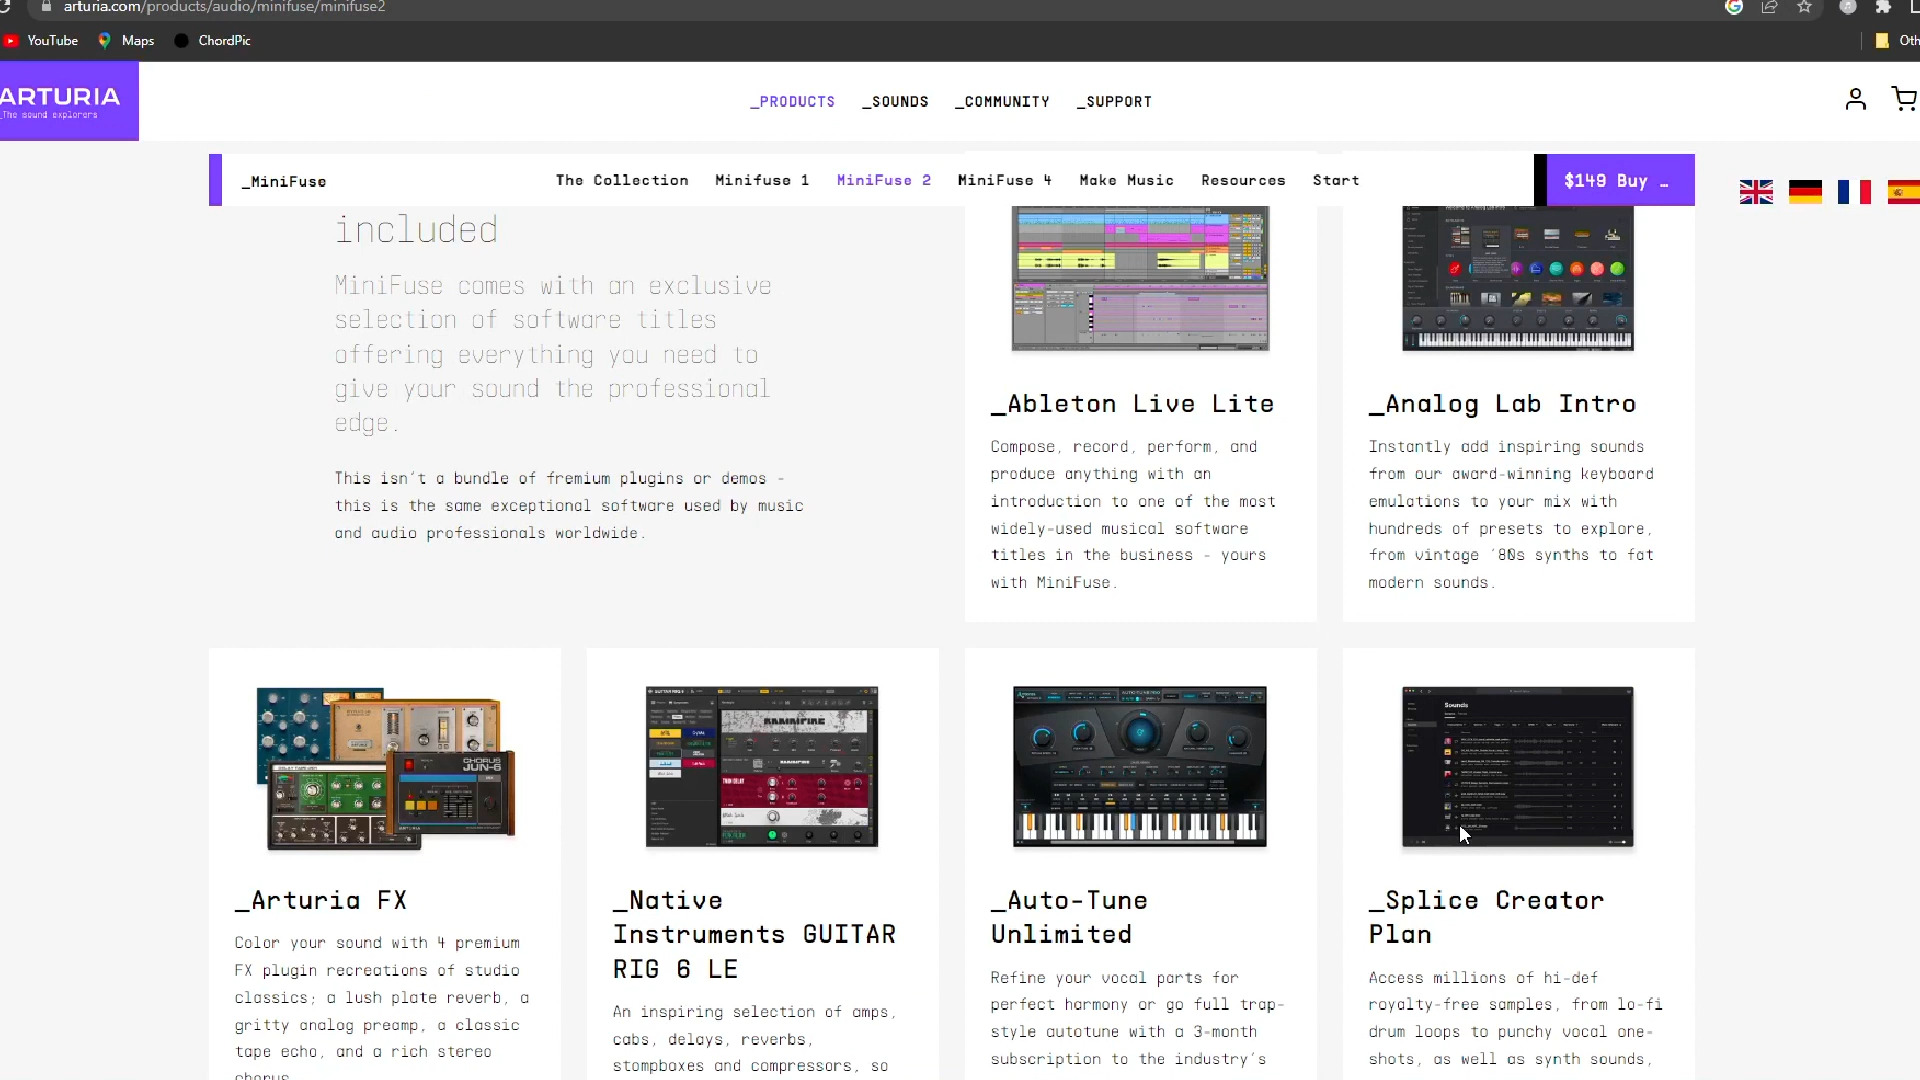 arturia.com/products/audio/minifuse/minifuse2
YouTube
Maps
ChordPic
Oth
ARTURIA
_The sound explorers
_PRODUCTS
_SOUNDS
_COMMUNITY
_SUPPORT
_MiniFuse
The Collection
Minifuse 1
MiniFuse 2
MiniFuse 4
Make Music
Resources
Start
$149 Buy …
included
MiniFuse comes with an exclusive
selection of software titles
offering everything you need to
give your sound the professional
edge.
This isn't a bundle of fremium plugins or demos -
this is the same exceptional software used by music
and audio professionals worldwide.
_Ableton Live Lite
Compose, record, perform, and
produce anything with an
introduction to one of the most
widely-used musical software
titles in the business - yours
with MiniFuse.
_Analog Lab Intro
Instantly add inspiring sounds
from our award-winning keyboard
emulations to your mix with
hundreds of presets to explore,
from vintage '80s synths to fat
modern sounds.
CHORUS
JUN-6
_Arturia FX
Color your sound with 4 premium
FX plugin recreations of studio
classics; a lush plate reverb, a
gritty analog preamp, a classic
tape echo, and a rich stereo
chorus.
RAMMFIRE
_Native
Instruments GUITAR
RIG 6 LE
An inspiring selection of amps,
cabs, delays, reverbs,
stompboxes and compressors, so
_Auto-Tune
Unlimited
Refine your vocal parts for
perfect harmony or go full trap-
style autotune with a 3-month
subscription to the industry's
Sounds
_Splice Creator
Plan
Access millions of hi-def
royalty-free samples, from lo-fi
drum loops to punchy vocal one-
shots, as well as synth sounds,